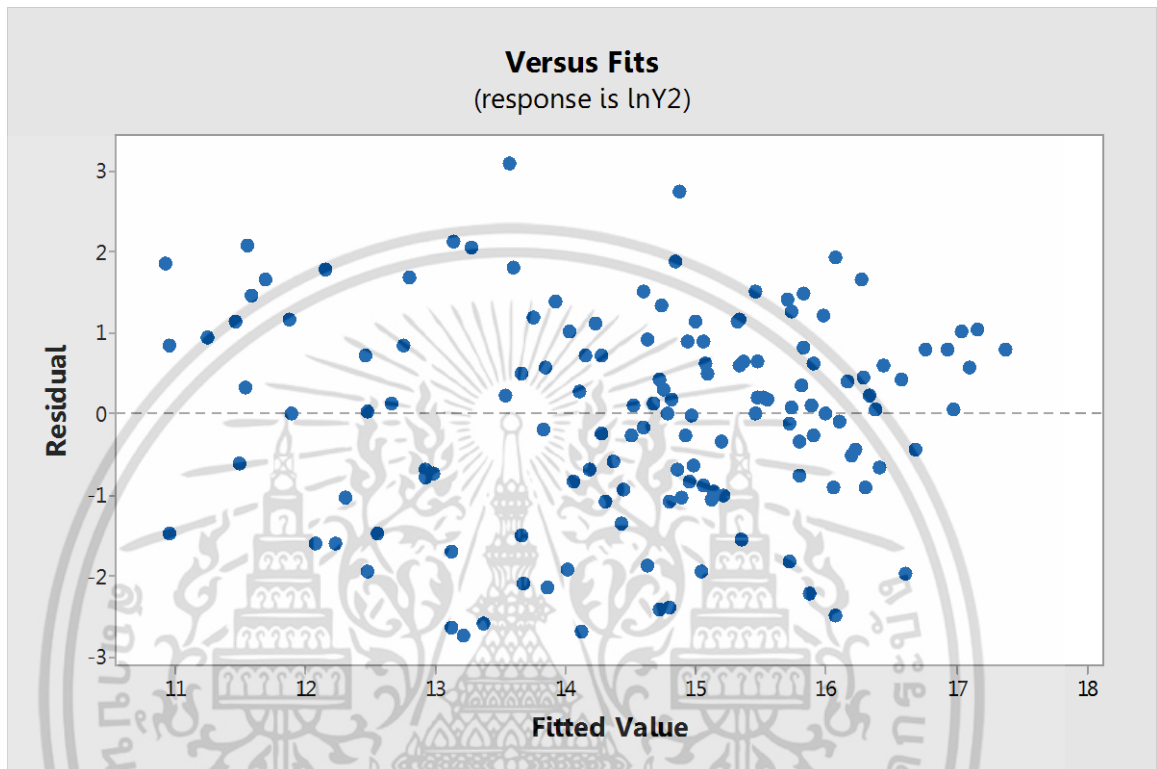 Versus Fits
(response is lnY2)
Residual
3
2
1
0
-1
-2
-3
11 12 13 14 15 16 17 18
Fitted Value